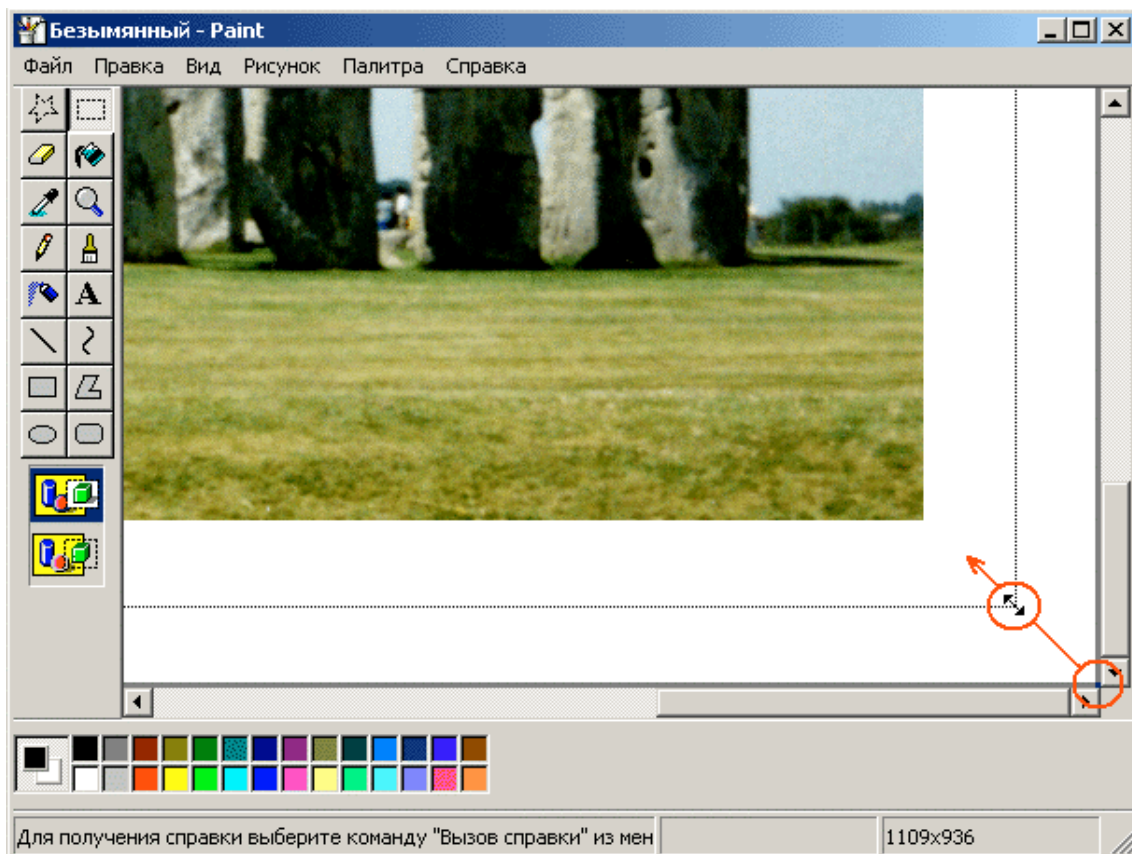 Безымянный - Paint
Файл Правка Вид Рисунок Палитра Справка
A
Для получения справки выберите команду "Вызов справки" из мен
1109x936